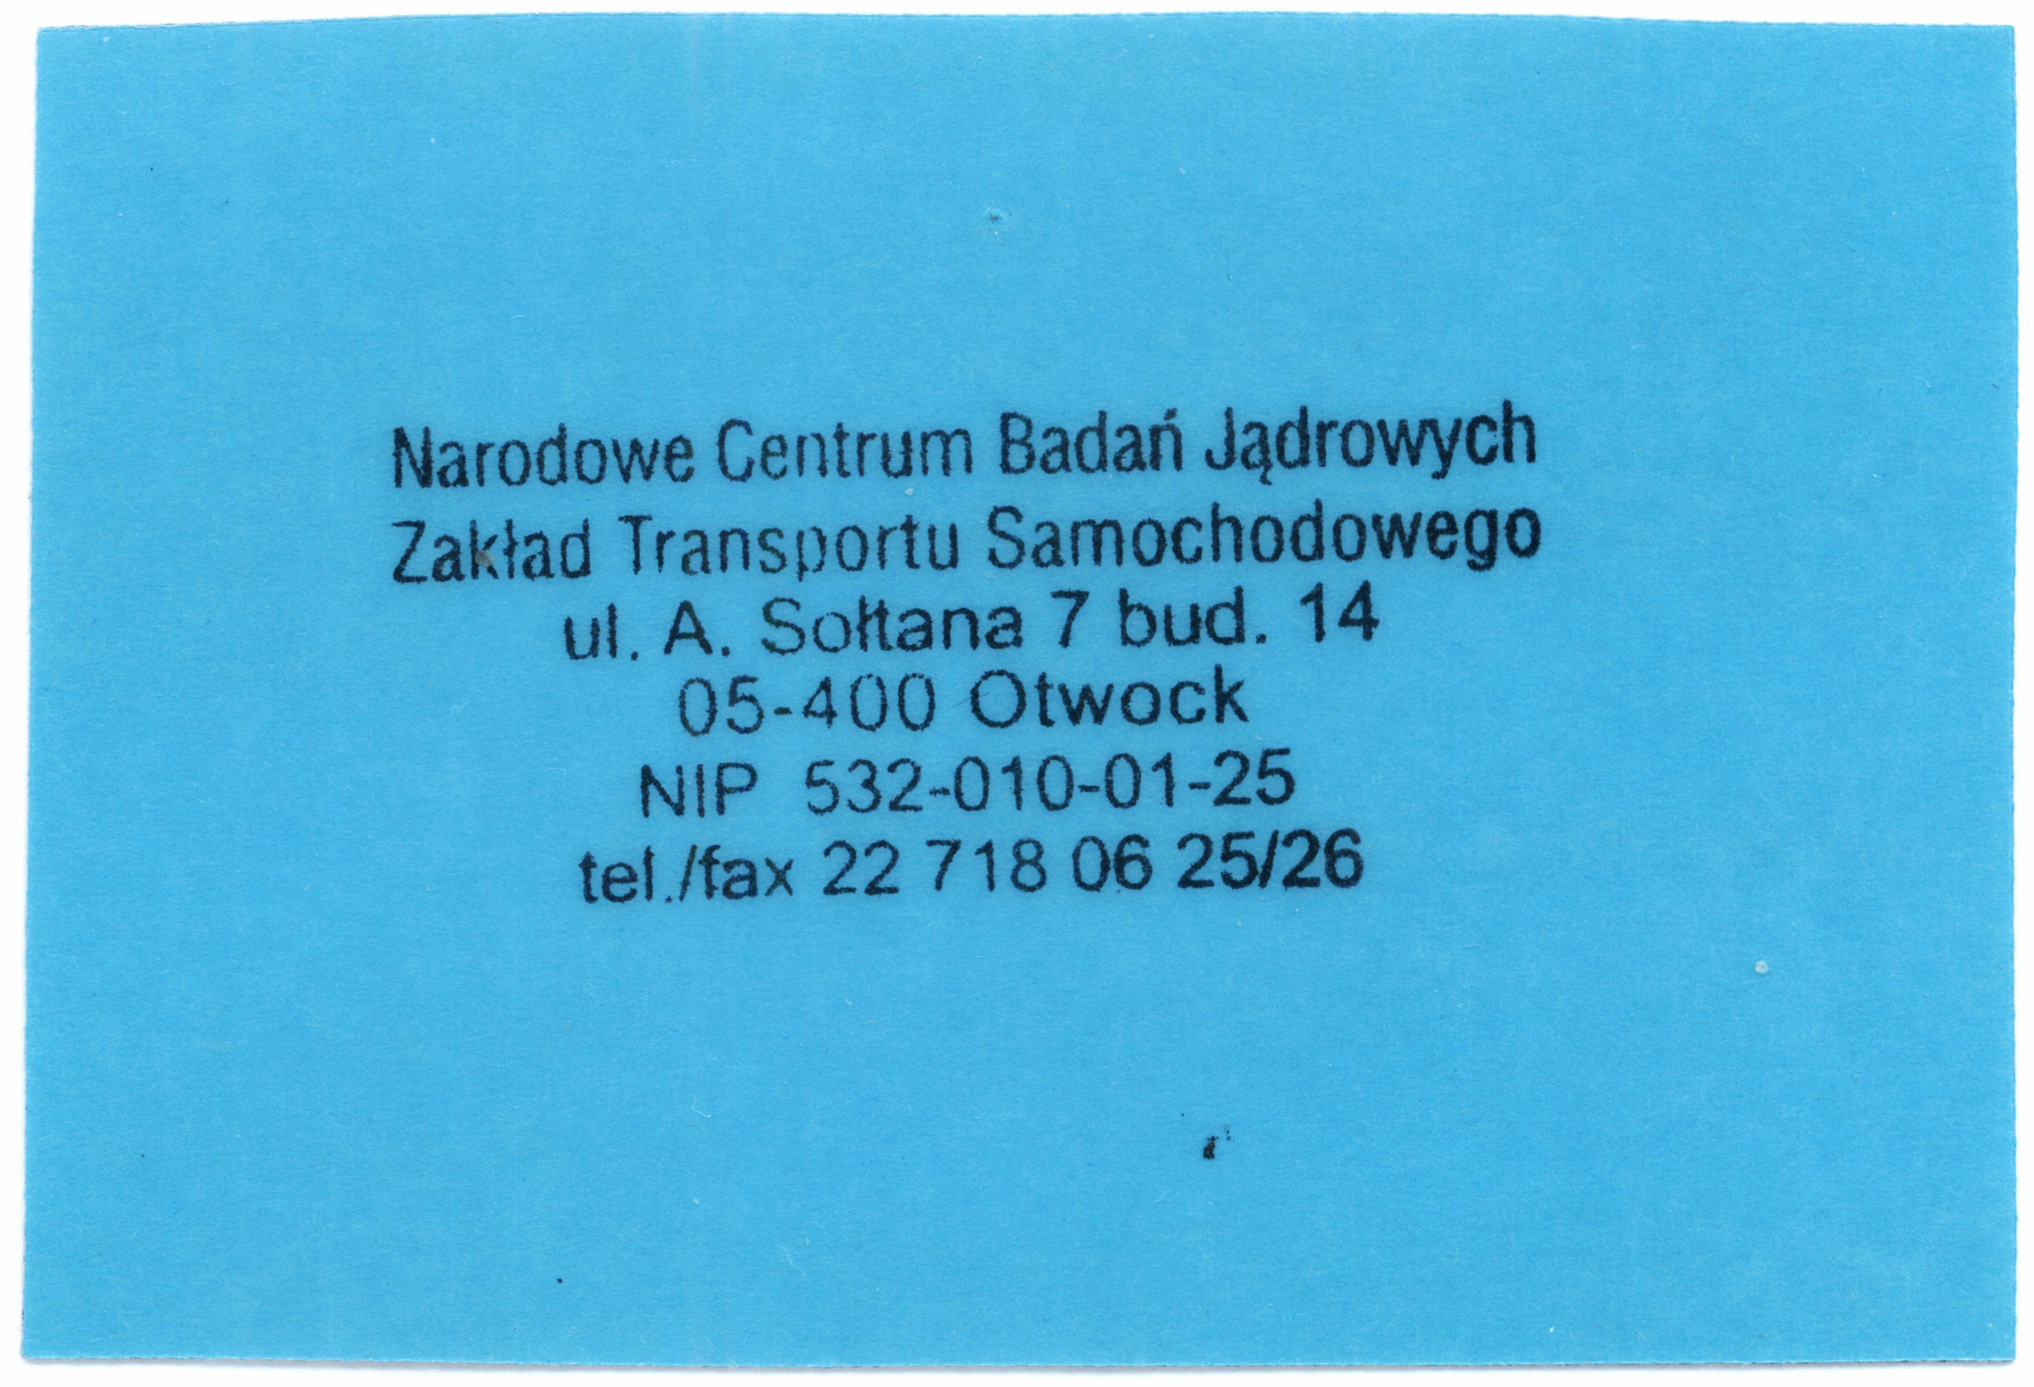 Narodowe Centrum Badań Jądrowych
Zakład Transportu Samochodowego
ul. A. Sołtana 7 bud. 14
05-400 Otwock
NIP 532-010-01-25
tel./fax 22 718 06 25/26